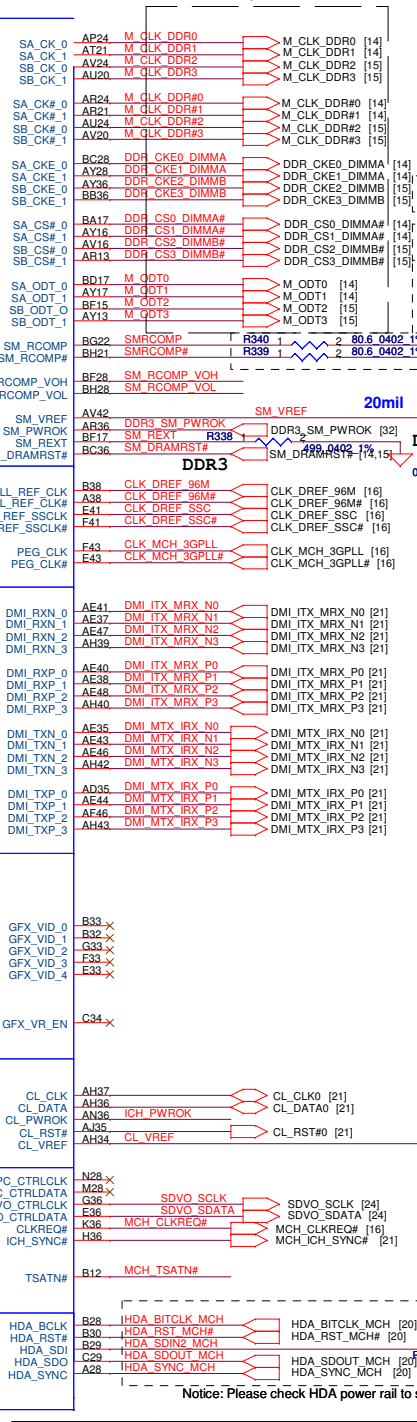 SA_CK_0 AP24 M_CLK_DDR0 M_CLK_DDR0 [14]
SA_CK_1 AT21 M_CLK_DDR1 M_CLK_DDR1 [14]
SB_CK_0 AV24 M_CLK_DDR2 M_CLK_DDR2 [15]
SB_CK_1 AU20 M_CLK_DDR3 M_CLK_DDR3 [15]
SA_CK#_0 AR24 M_CLK_DDR#0 M_CLK_DDR#0 [14]
SA_CK#_1 AR21 M_CLK_DDR#1 M_CLK_DDR#1 [14]
SB_CK#_0 AU24 M_CLK_DDR#2 M_CLK_DDR#2 [15]
SB_CK#_1 AV20 M_CLK_DDR#3 M_CLK_DDR#3 [15]
SA_CKE_0 BC28 DDR_CKE0_DIMMA DDR_CKE0_DIMMA [14]
SA_CKE_1 AY28 DDR_CKE1_DIMMA DDR_CKE1_DIMMA [14]
SB_CKE_0 AY36 DDR_CKE2_DIMMB DDR_CKE2_DIMMB [15]
SB_CKE_1 BB36 DDR_CKE3_DIMMB DDR_CKE3_DIMMB [15]
SA_CS#_0 BA17 DDR_CS0_DIMMA# DDR_CS0_DIMMA# [14]
SA_CS#_1 AY16 DDR_CS1_DIMMA# DDR_CS1_DIMMA# [14]
SB_CS#_0 AV16 DDR_CS2_DIMMB# DDR_CS2_DIMMB# [15]
SB_CS#_1 AR13 DDR_CS3_DIMMB# DDR_CS3_DIMMB# [15]
SA_ODT_0 BD17 M_ODT0 M_ODT0 [14]
SA_ODT_1 AY17 M_ODT1 M_ODT1 [14]
SB_ODT_O BF15 M_ODT2 M_ODT2 [15]
SB_ODT_1 AY13 M_ODT3 M_ODT3 [15]
SM_RCOMP BG22 SMRCOMP R340 1 2 80.6_0402_1%
SM_RCOMP# BH21 SMRCOMP# R339 1 2 80.6_0402_1
RCOMP_VOH BF28 SM_RCOMP_VOH
RCOMP_VOL BH28 SM_RCOMP_VOL
20mil
SM_VREF AV42 SM_VREF
SM_PWROK AR36 DDR3_SM_PWROK DDR3_SM_PWROK [32]
SM_REXT BF17 SM_REXT R338 1 2 499_0402_1%
_DRAMRST# BC36 SM_DRAMRST# SM_DRAMRST# [14,15]
DDR3
LL_REF_CLK B38 CLK_DREF_96M CLK_DREF_96M [16]
L_REF_CLK# A38 CLK_DREF_96M# CLK_DREF_96M# [16]
_REF_SSCLK E41 CLK_DREF_SSC CLK_DREF_SSC [16]
REF_SSCLK# F41 CLK_DREF_SSC# CLK_DREF_SSC# [16]
PEG_CLK F43 CLK_MCH_3GPLL CLK_MCH_3GPLL [16]
PEG_CLK# E43 CLK_MCH_3GPLL# CLK_MCH_3GPLL# [16]
DMI_RXN_0 AE41 DMI_ITX_MRX_N0 DMI_ITX_MRX_N0 [21]
DMI_RXN_1 AE37 DMI_ITX_MRX_N1 DMI_ITX_MRX_N1 [21]
DMI_RXN_2 AE47 DMI_ITX_MRX_N2 DMI_ITX_MRX_N2 [21]
DMI_RXN_3 AH39 DMI_ITX_MRX_N3 DMI_ITX_MRX_N3 [21]
DMI_RXP_0 AE40 DMI_ITX_MRX_P0 DMI_ITX_MRX_P0 [21]
DMI_RXP_1 AE38 DMI_ITX_MRX_P1 DMI_ITX_MRX_P1 [21]
DMI_RXP_2 AE48 DMI_ITX_MRX_P2 DMI_ITX_MRX_P2 [21]
DMI_RXP_3 AH40 DMI_ITX_MRX_P3 DMI_ITX_MRX_P3 [21]
DMI_TXN_0 AE35 DMI_MTX_IRX_N0 DMI_MTX_IRX_N0 [21]
DMI_TXN_1 AE43 DMI_MTX_IRX_N1 DMI_MTX_IRX_N1 [21]
DMI_TXN_2 AE46 DMI_MTX_IRX_N2 DMI_MTX_IRX_N2 [21]
DMI_TXN_3 AH42 DMI_MTX_IRX_N3 DMI_MTX_IRX_N3 [21]
DMI_TXP_0 AD35 DMI_MTX_IRX_P0 DMI_MTX_IRX_P0 [21]
DMI_TXP_1 AE44 DMI_MTX_IRX_P1 DMI_MTX_IRX_P1 [21]
DMI_TXP_2 AF46 DMI_MTX_IRX_P2 DMI_MTX_IRX_P2 [21]
DMI_TXP_3 AH43 DMI_MTX_IRX_P3 DMI_MTX_IRX_P3 [21]
GFX_VID_0 B33
GFX_VID_1 B32
GFX_VID_2 G33
GFX_VID_3 F33
GFX_VID_4 E33
GFX_VR_EN C34
CL_CLK AH37 CL_CLK0 [21]
CL_DATA AH36 CL_DATA0 [21]
CL_PWROK AN36 ICH_PWROK
CL_RST# AJ35 CL_RST#0 [21]
CL_VREF AH34 CL_VREF
PC_CTRLCLK N28
C_CTRLDATA M28
VO_CTRLCLK G36 SDVO_SCLK SDVO_SCLK [24]
O_CTRLDATA E36 SDVO_SDATA SDVO_SDATA [24]
CLKREQ# K36 MCH_CLKREQ# MCH_CLKREQ# [16]
ICH_SYNC# H36 MCH_ICH_SYNC# [21]
TSATN# B12 MCH_TSATN#
HDA_BCLK B28 HDA_BITCLK_MCH HDA_BITCLK_MCH [20]
HDA_RST# B30 HDA_RST_MCH# HDA_RST_MCH# [20]
HDA_SDI B29 HDA_SDIN2_MCH
HDA_SDO C29 HDA_SDOUT_MCH HDA_SDOUT_MCH [20]
HDA_SYNC A28 HDA_SYNC_MCH HDA_SYNC_MCH [20]
Notice: Please check HDA power rail to s